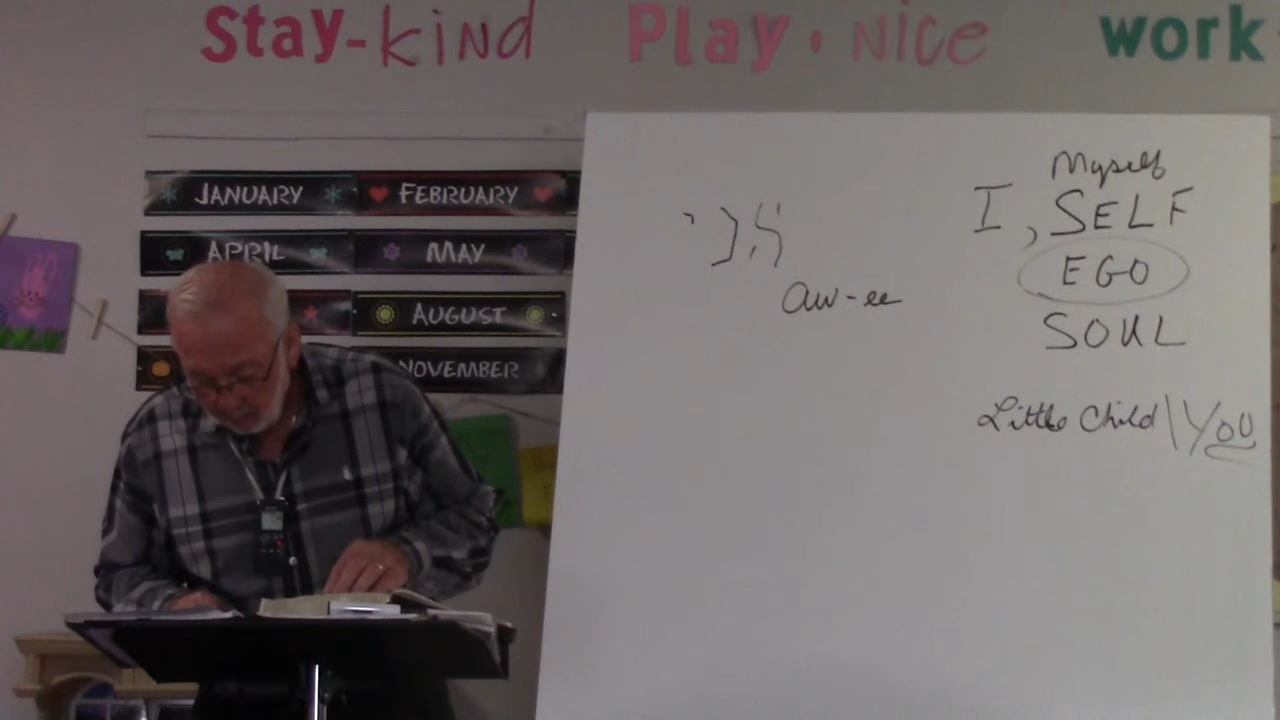 Stay-kind Play · nice work
JANUARY FEBRUARY
APRIL MAY
AUGUST
NOVEMBER
אני
aw-ee
Myself
I, SELF
EGO
SOUL
Little Child \ YOU